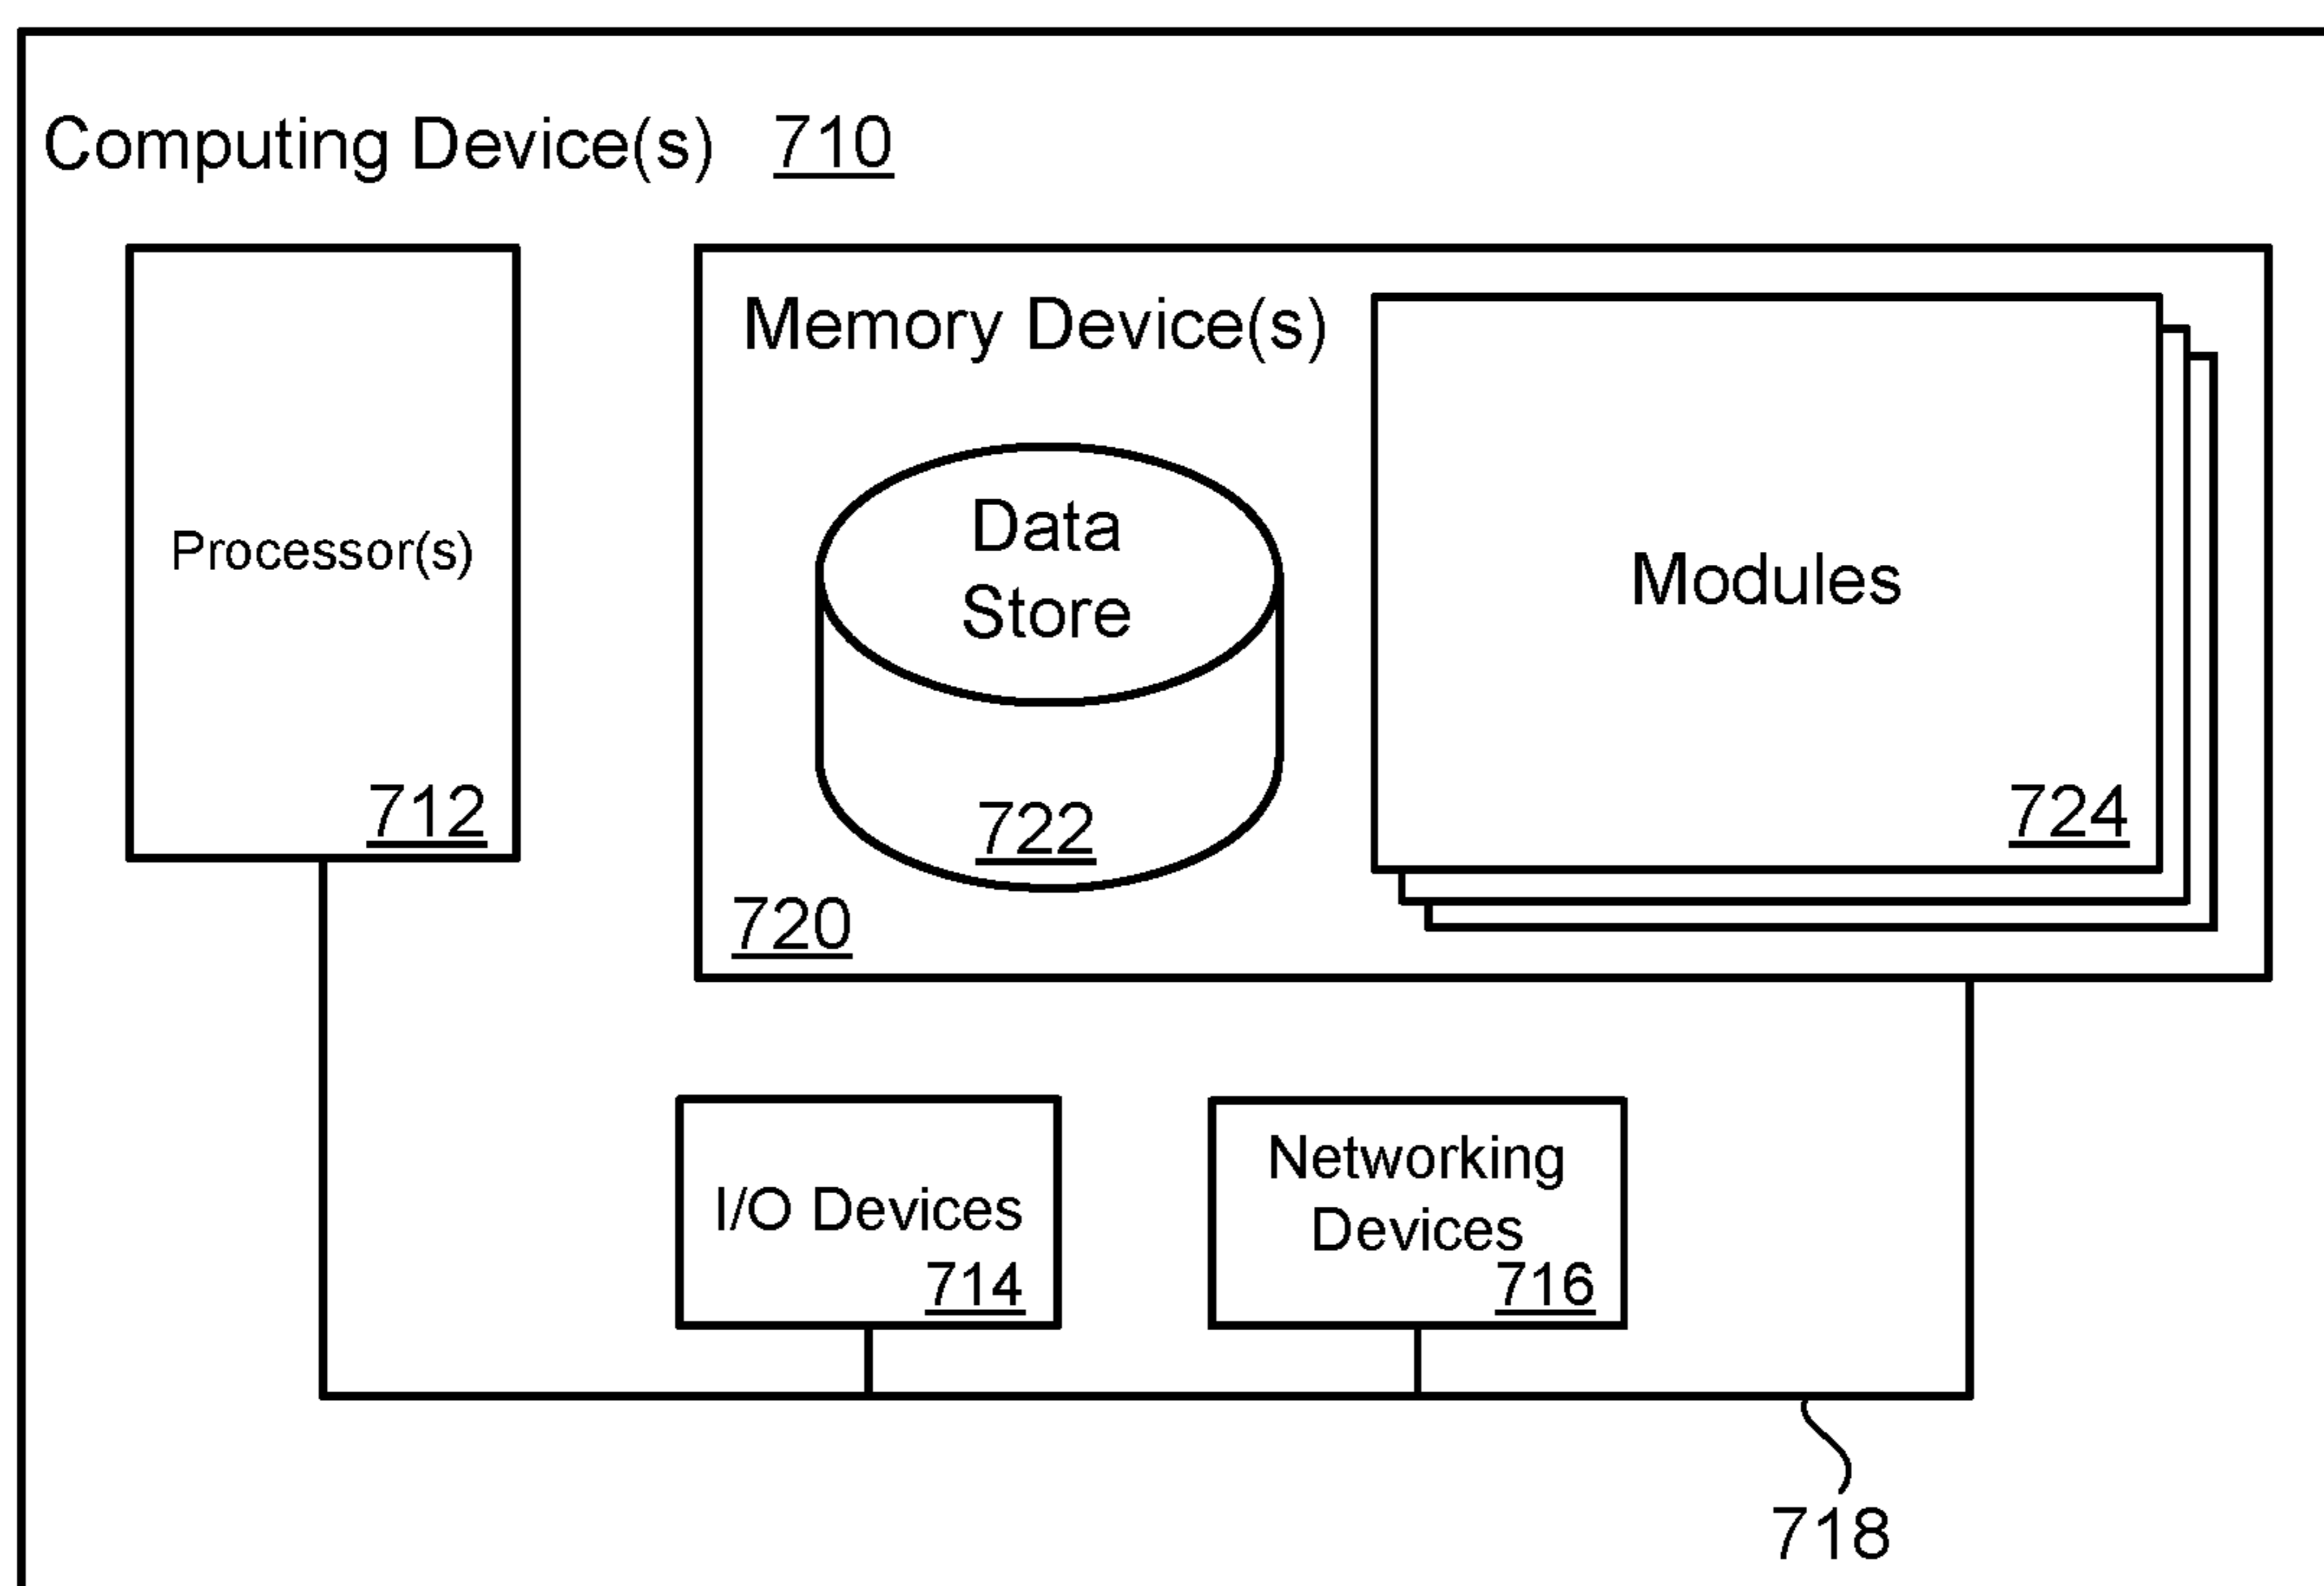 Computing Device(s) 710
Processor(s)
712
Memory Device(s)
Data
Store
722
720
Modules
724
I/O Devices
714
Networking
Devices
716
718